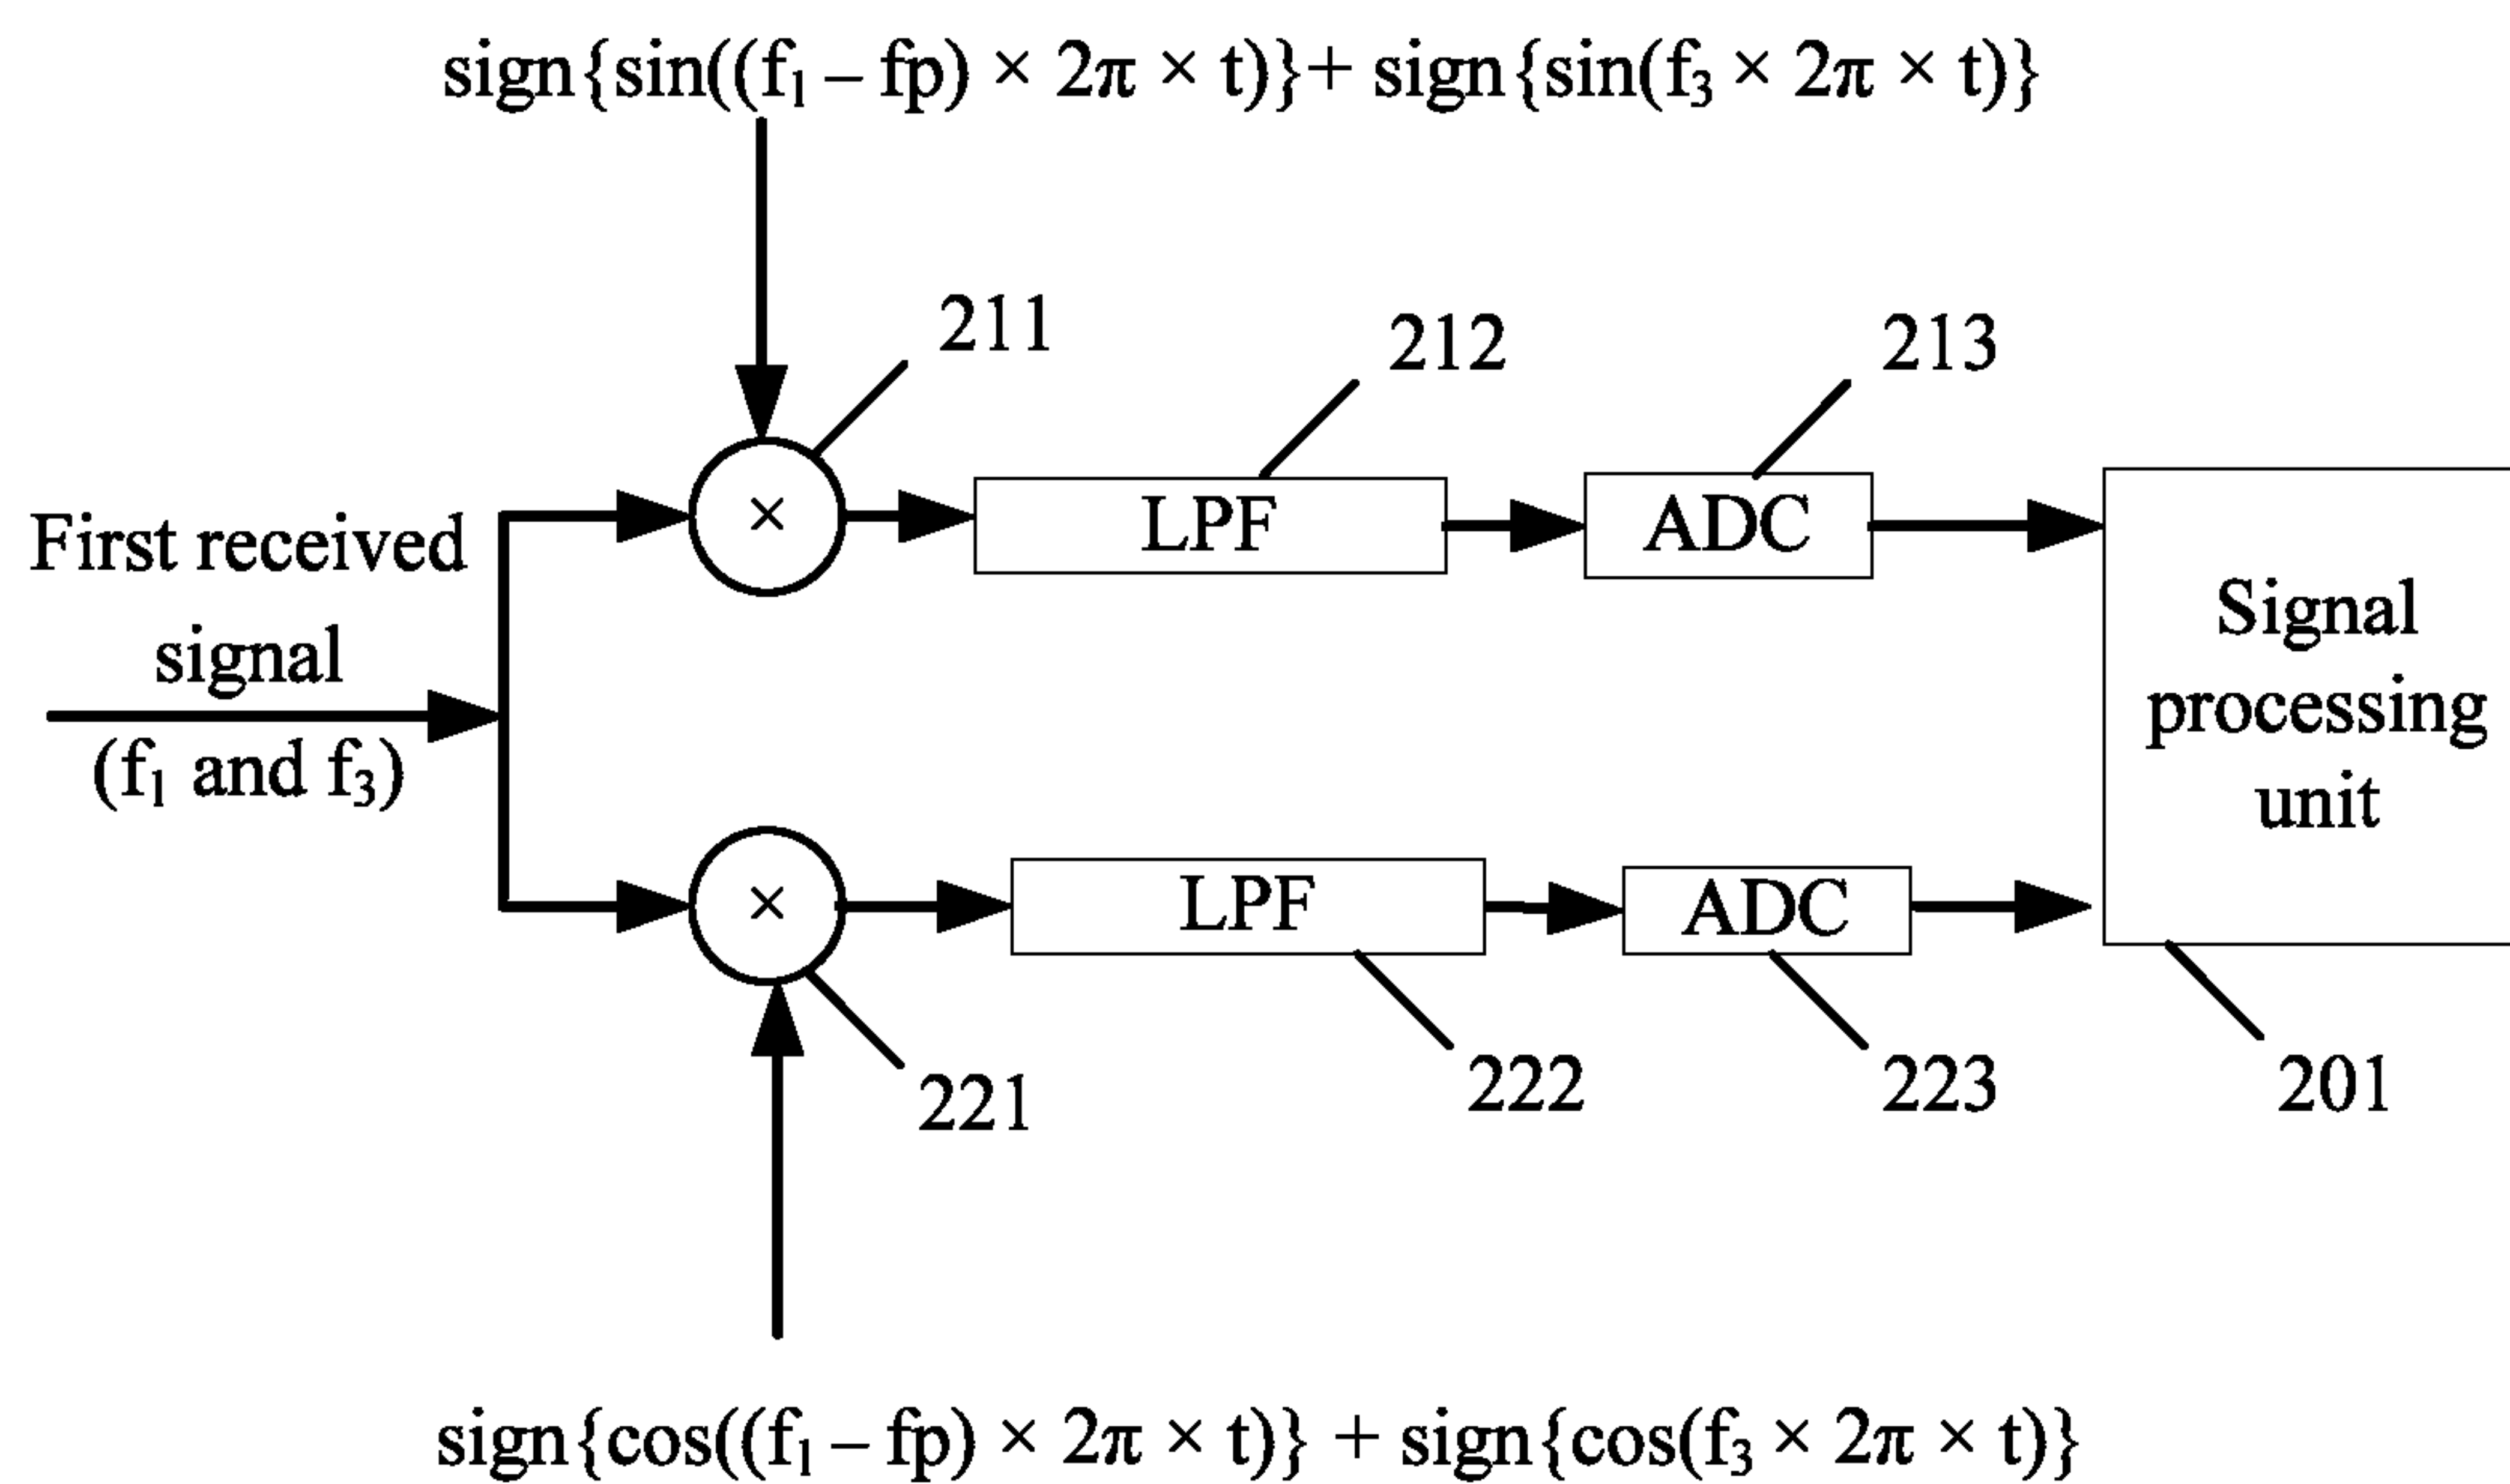 sign{sin((f₁ – fp) × 2π × t)}+ sign{sin(f₃ × 2π × t)}
211
212
213
×
LPF
ADC
First received
signal
(f₁ and f₃)
Signal
processing
unit
×
LPF
ADC
221
222
223
201
sign{cos((f₁ – fp) × 2π × t)} + sign{cos(f₃ × 2π × t)}